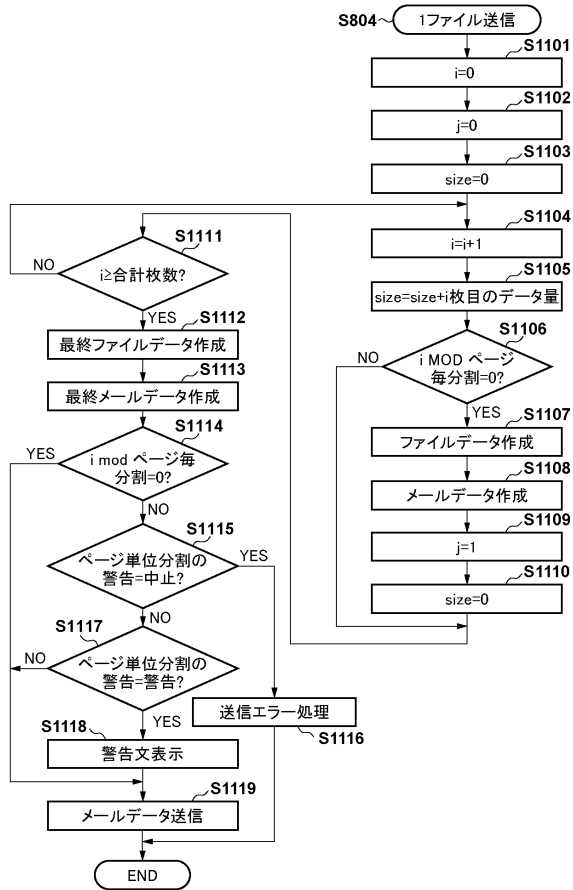 S804
1ファイル送信
S1101
i=0
S1102
j=0
S1103
size=0
S1104
i=i+1
S1105
size=size+i枚目のデータ量
S1106
NO
i MOD ページ
毎分割=0?
YES
S1107
ファイルデータ作成
S1108
メールデータ作成
S1109
j=1
S1110
size=0
S1111
NO
i≥合計枚数?
YES
S1112
最終ファイルデータ作成
S1113
最終メールデータ作成
S1114
YES
i mod ページ毎
分割=0?
NO
S1115
ページ単位分割の
警告=中止?
YES
NO
S1117
NO
ページ単位分割の
警告=警告?
YES
送信エラー処理
S1116
S1118
警告文表示
S1119
メールデータ送信
END